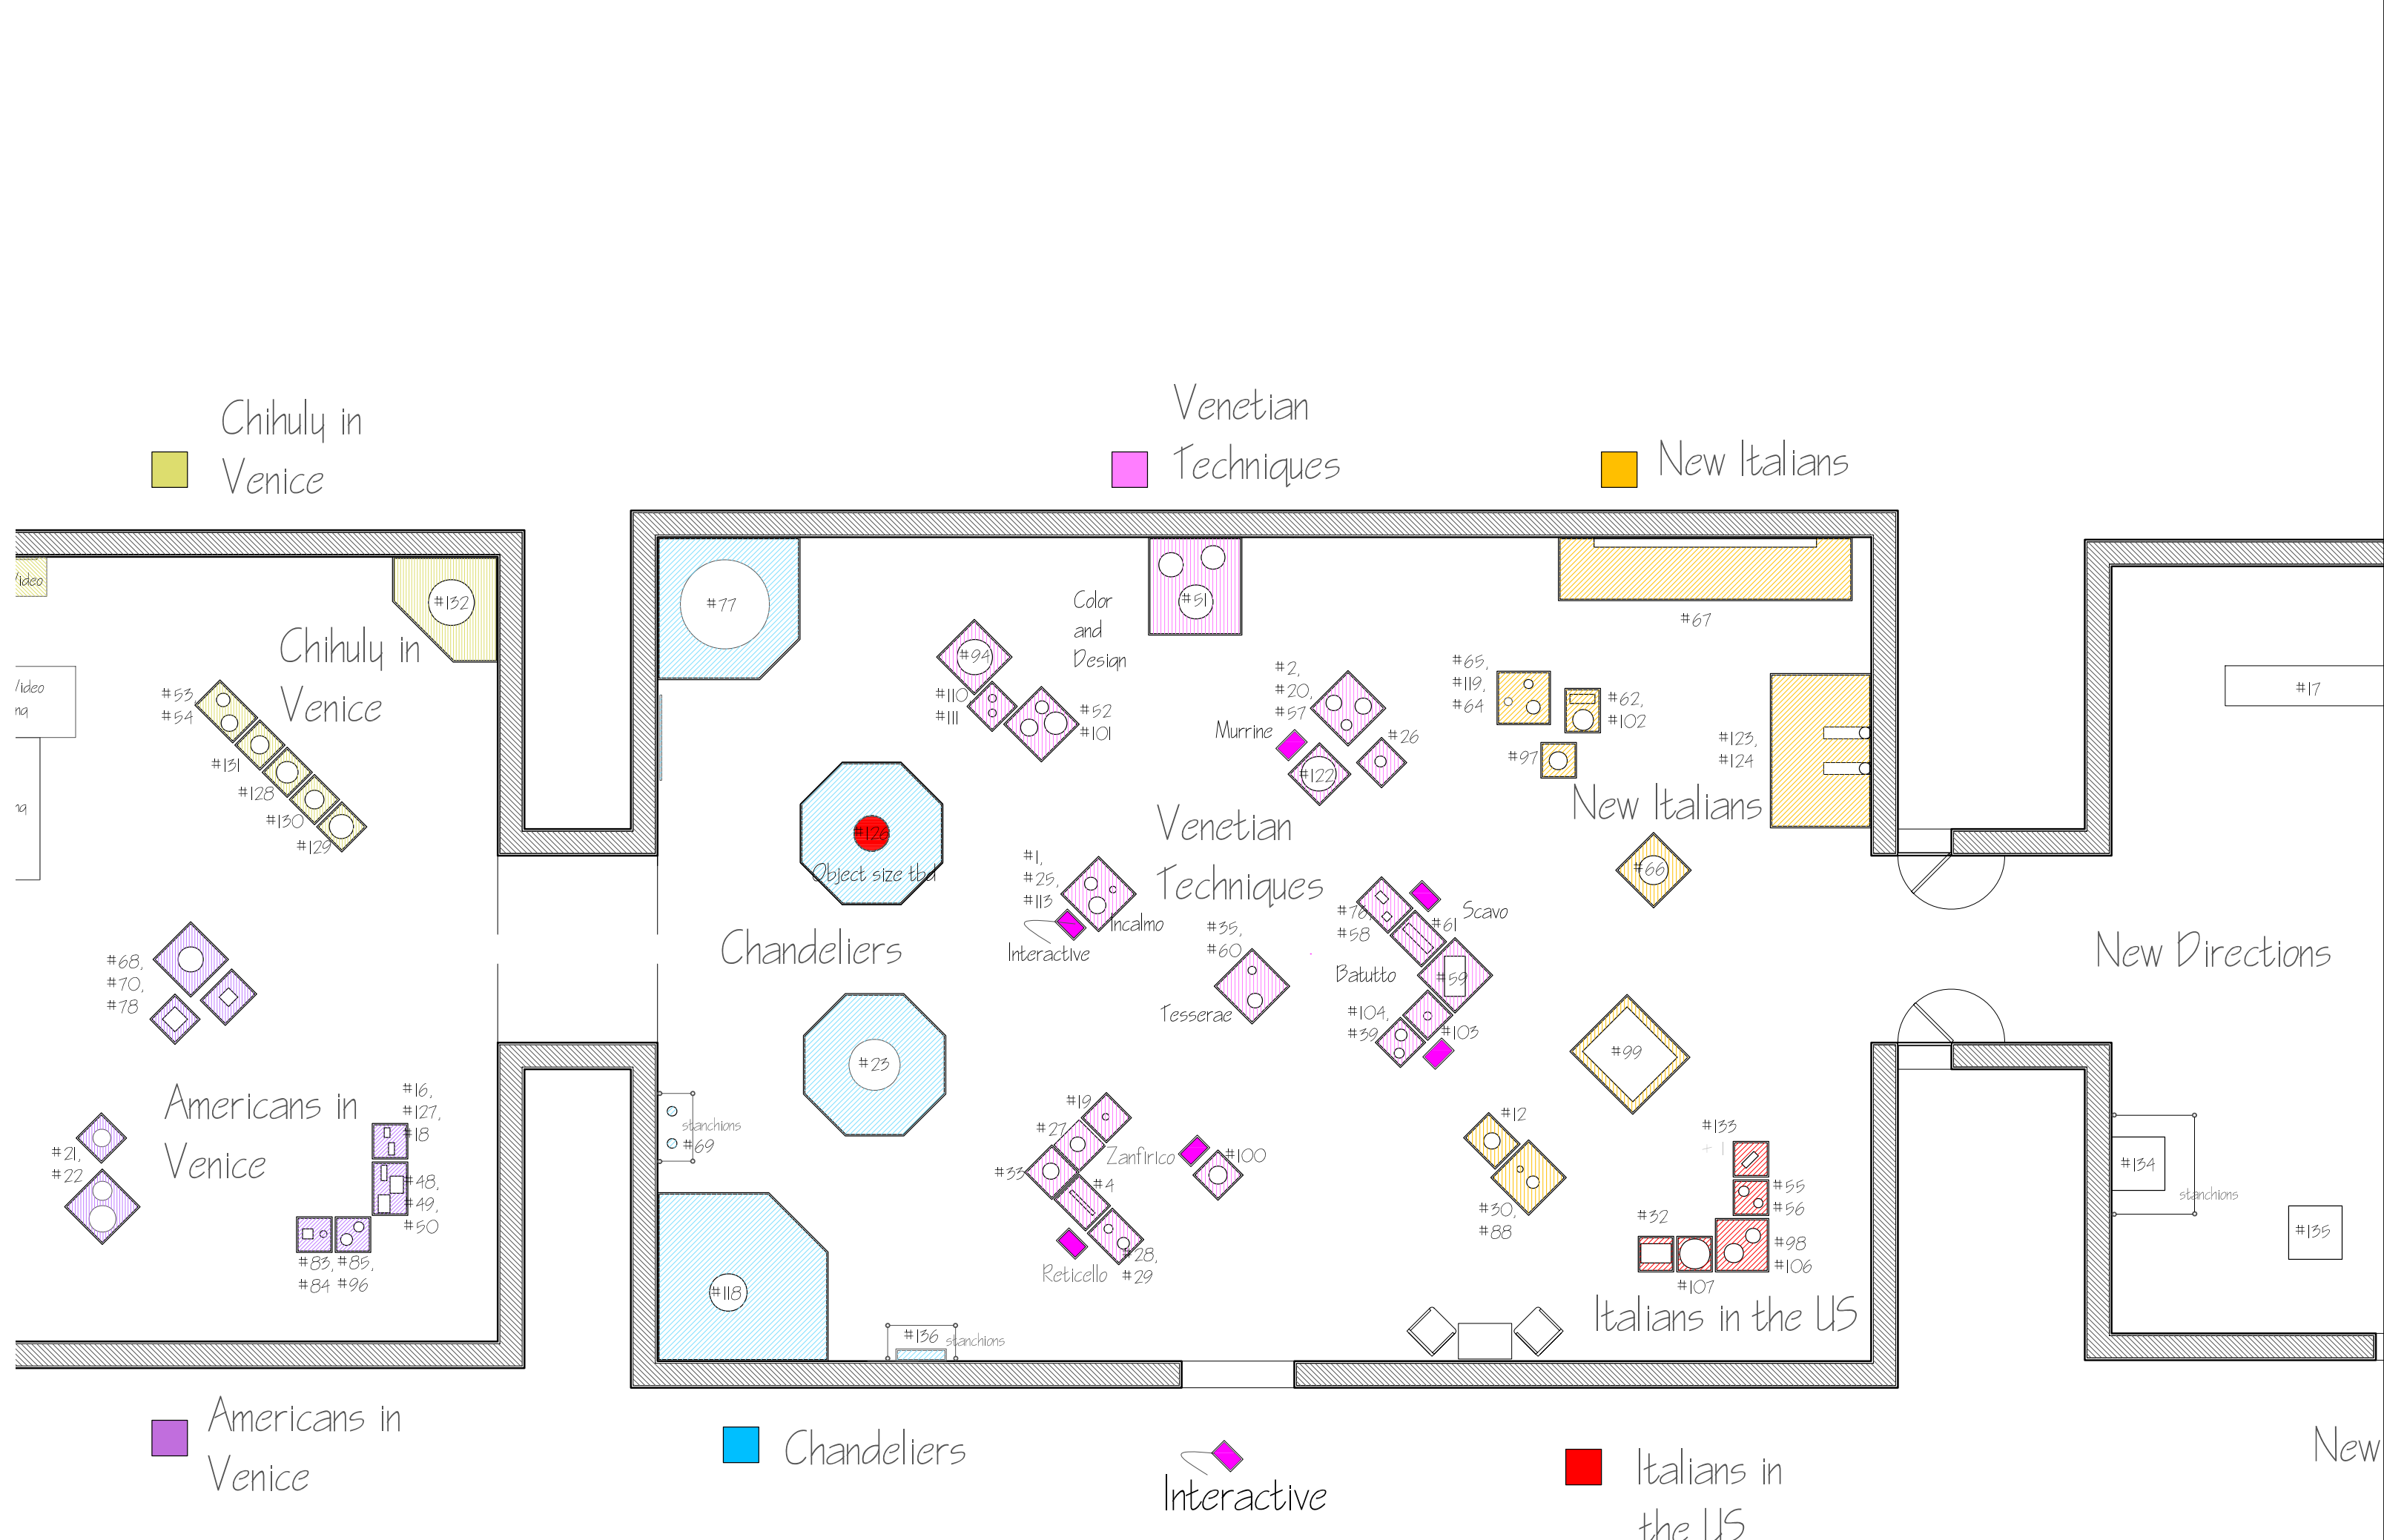 Chihuly in
Venice
Venetian
Techniques
New Italians
Video
#132
Chihuly in
Venice
#53
#54
#131
#128
#130
#129
#68,
#70,
#78
Americans in
Venice
#21,
#22
#16,
#127,
#18
#48,
#49,
#50
#83,
#84
#85,
#96
#77
#126
Object size tbd
Chandeliers
#23
stanchions
#69
#118
#136
stanchions
Color
and
Design
#51
#94
#110
#111
#52
#101
#2,
#20,
#57
Murrine
#26
#122
Venetian
Techniques
#1,
#25,
#113
Incalmo
Interactive
#35,
#60
Tesserae
#58
#61
Scavo
Batutto
#59
#104,
#39
#103
#19
#27
#33
Zanfirico
#100
#4
Reticello
#28,
#29
#67
#65,
#119,
#64
#62,
#102
#97
#123,
#124
New Italians
#66
#99
#12
#30,
#88
#133
#55
#56
#32
#98
#106
#107
Italians in the US
#17
New Directions
#134
stanchions
#135
Americans in
Venice
Chandeliers
Interactive
Italians in
the US
New